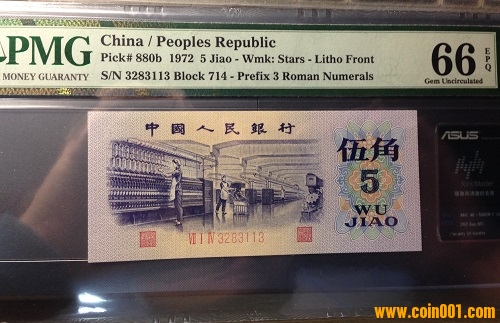 PMG
MONEY GUARANTY
China / Peoples Republic
Pick# 880b 1972 5 Jiao - Wmk: Stars - Litho Front
S/N 3283113 Block 714 - Prefix 3 Roman Numerals
66 EPQ
Gem Uncirculated
中國人民銀行
伍角
5
WU
JIAO
VII I IV 3283113
ASUS
www.coin001.com